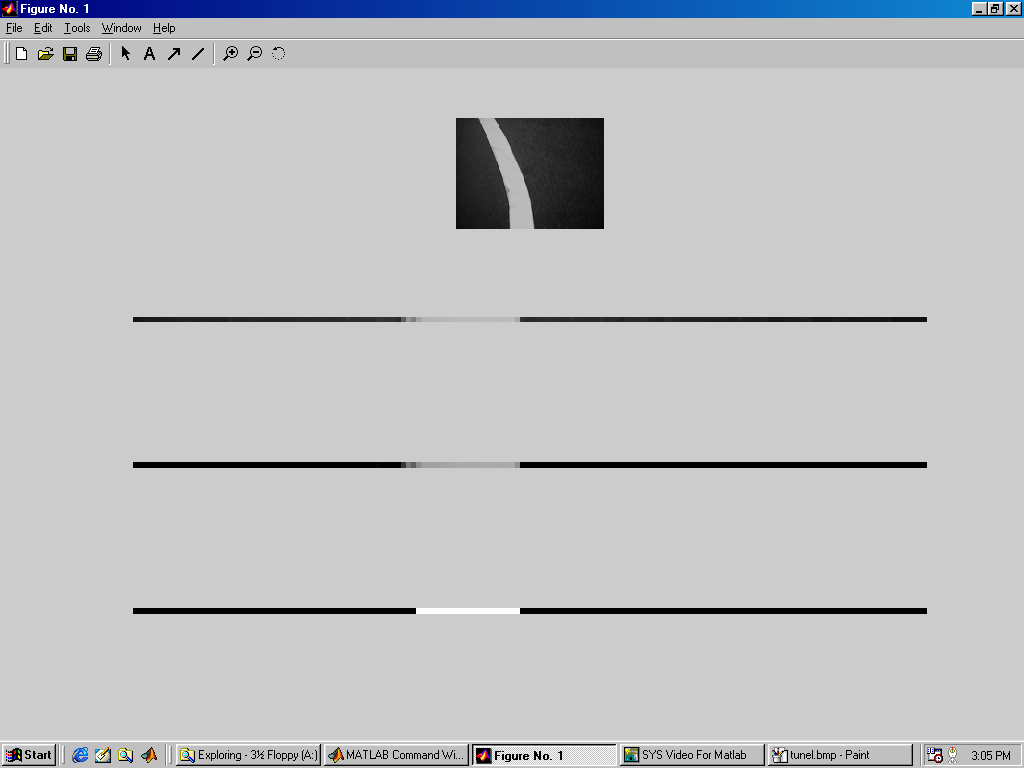 Figure No. 1
File Edit Tools Window Help
A
Start Exploring - 3½ Floppy (A:) MATLAB Command Wi... Figure No. 1 SYS Video For Matlab tunel.bmp - Paint 3:05 PM